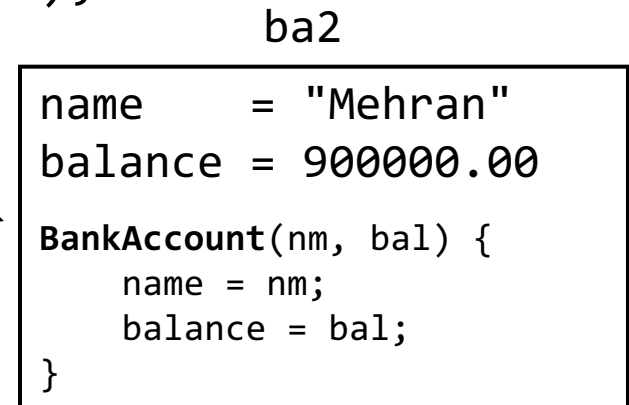 );
ba2
name    = "Mehran"
balance = 900000.00
BankAccount(nm, bal) {
    name = nm;
    balance = bal;
}